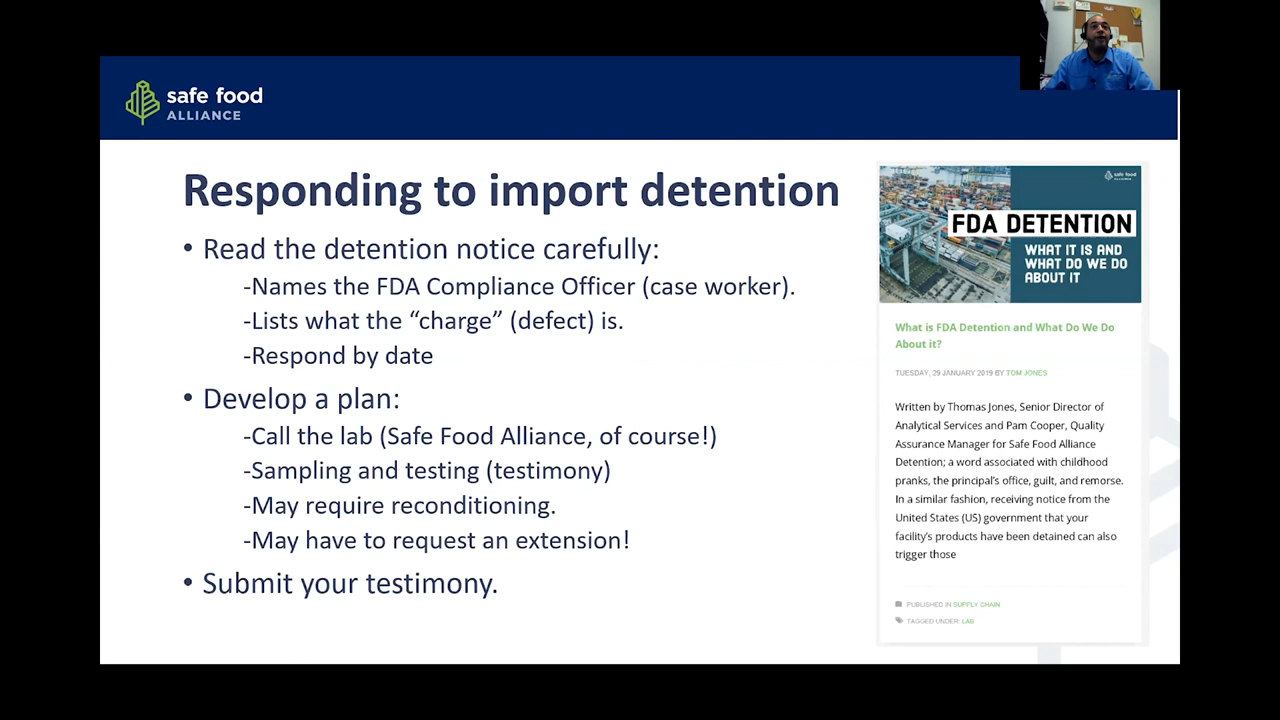 safe food
ALLIANCE
Responding to import detention
• Read the detention notice carefully:
-Names the FDA Compliance Officer (case worker).
-Lists what the “charge” (defect) is.
-Respond by date
• Develop a plan:
-Call the lab (Safe Food Alliance, of course!)
-Sampling and testing (testimony)
-May require reconditioning.
-May have to request an extension!
• Submit your testimony.
safe food
ALLIANCE
FDA DETENTION
WHAT IT IS AND
WHAT DO WE DO
ABOUT IT
What is FDA Detention and What Do We Do
About it?
TUESDAY, 29 JANUARY 2019 BY TOM JONES
Written by Thomas Jones, Senior Director of
Analytical Services and Pam Cooper, Quality
Assurance Manager for Safe Food Alliance
Detention; a word associated with childhood
pranks, the principal’s office, guilt, and remorse.
In a similar fashion, receiving notice from the
United States (US) government that your
facility’s products have been detained can also
trigger those
PUBLISHED IN SUPPLY CHAIN
TAGGED UNDER: LAB